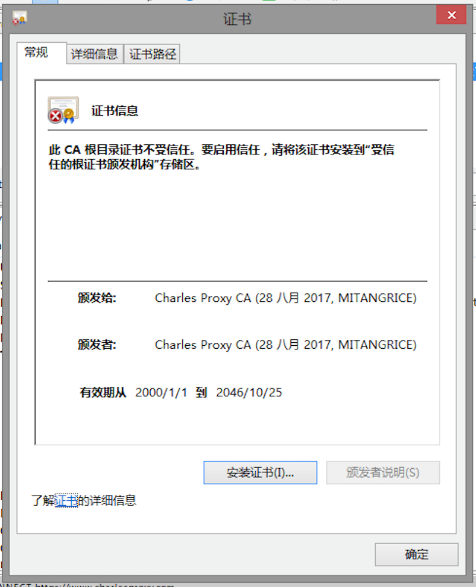 证书
常规
详细信息
证书路径
证书信息
此 CA 根目录证书不受信任。要启用信任，请将该证书安装到“受信
任的根证书颁发机构”存储区。
颁发给: Charles Proxy CA (28 八月 2017, MITANGRICE)
颁发者: Charles Proxy CA (28 八月 2017, MITANGRICE)
有效期从 2000/1/1 到 2046/10/25
安装证书(I)...
颁发者说明(S)
了解证书的详细信息
确定